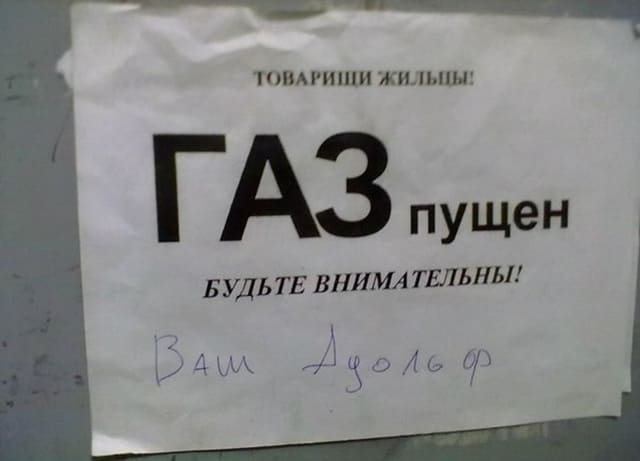 ТОВАРИЩИ ЖИЛЬЦЫ!
ГАЗ пущен
БУДЬТЕ ВНИМАТЕЛЬНЫ!
Ваш Адольф